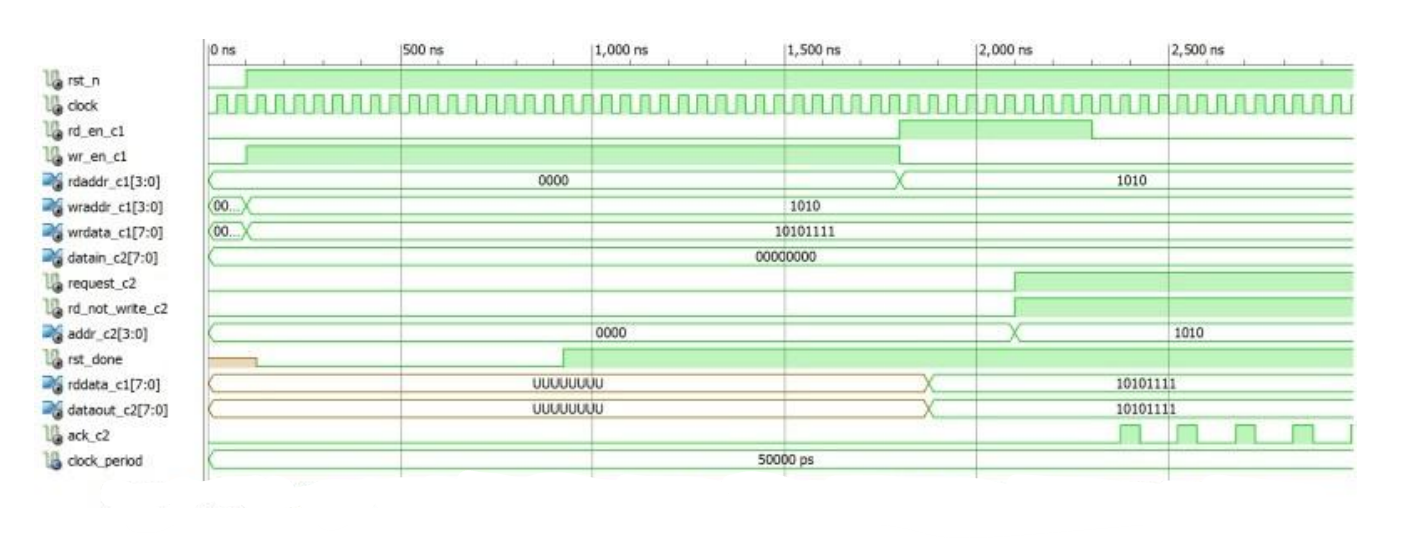 0 ns 500 ns 1,000 ns 1,500 ns 2,000 ns 2,500 ns
rst_n
clock
rd_en_c1
wr_en_c1
rdaddr_c1[3:0] 0000 1010
wraddr_c1[3:0] 00... 1010
wrdata_c1[7:0] 00... 10101111
datain_c2[7:0] 00000000
request_c2
rd_not_write_c2
addr_c2[3:0] 0000 1010
rst_done
rddata_c1[7:0] UUUUUUUU 10101111
dataout_c2[7:0] UUUUUUUU 10101111
ack_c2
clock_period 50000 ps